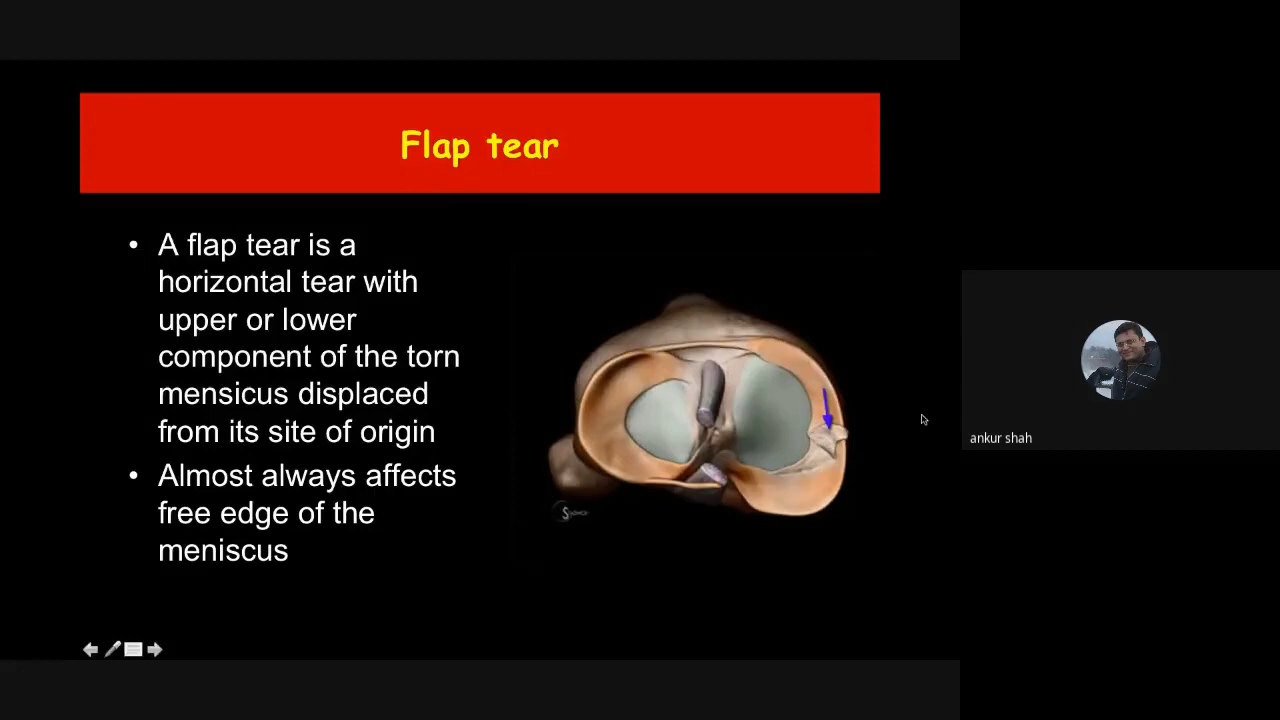 Flap tear
• A flap tear is a
horizontal tear with
upper or lower
component of the torn
mensicus displaced
from its site of origin
• Almost always affects
free edge of the
meniscus
ankur shah